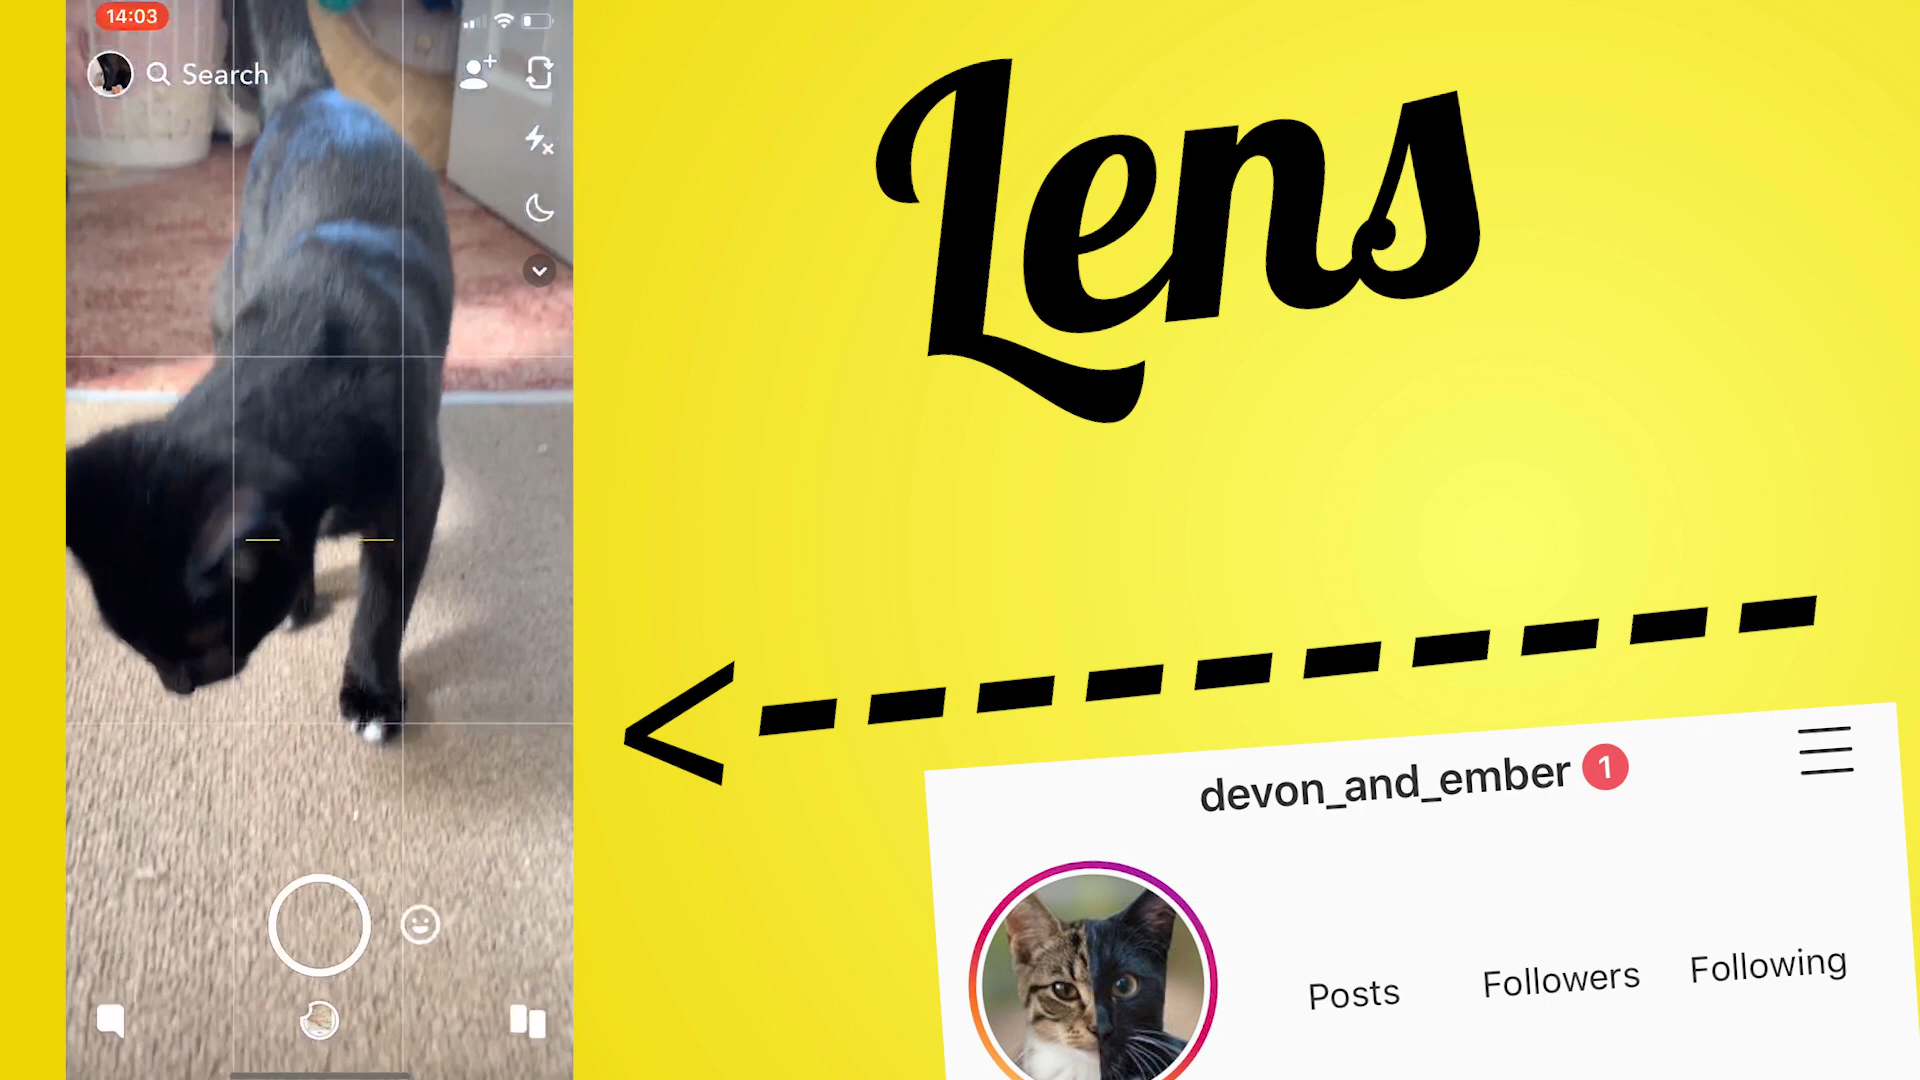 14:03
Search
Lens
<---------- 
devon_and_ember 1
Posts Followers Following